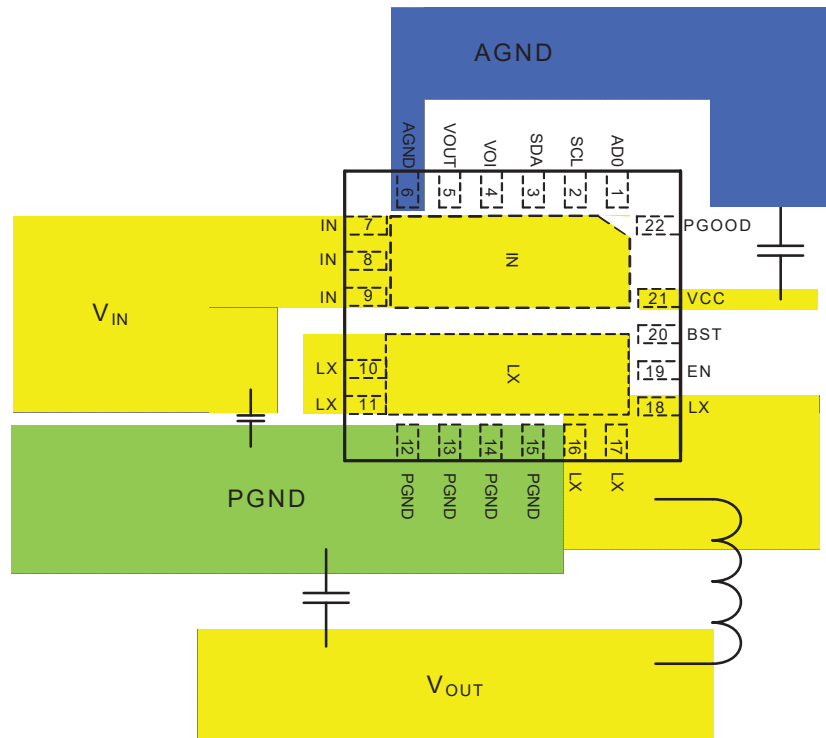 AGND
AGND
VOUT
VOI
SDA
SCL
AD0
6
5
4
3
2
1
IN 7
22 PGOOD
IN 8
IN
IN 9
21 VCC
VIN
20 BST
LX 10
LX
19 EN
LX 11
18 LX
12
13
14
15
16
17
PGND
PGND
PGND
PGND
PGND
LX
LX
VOUT